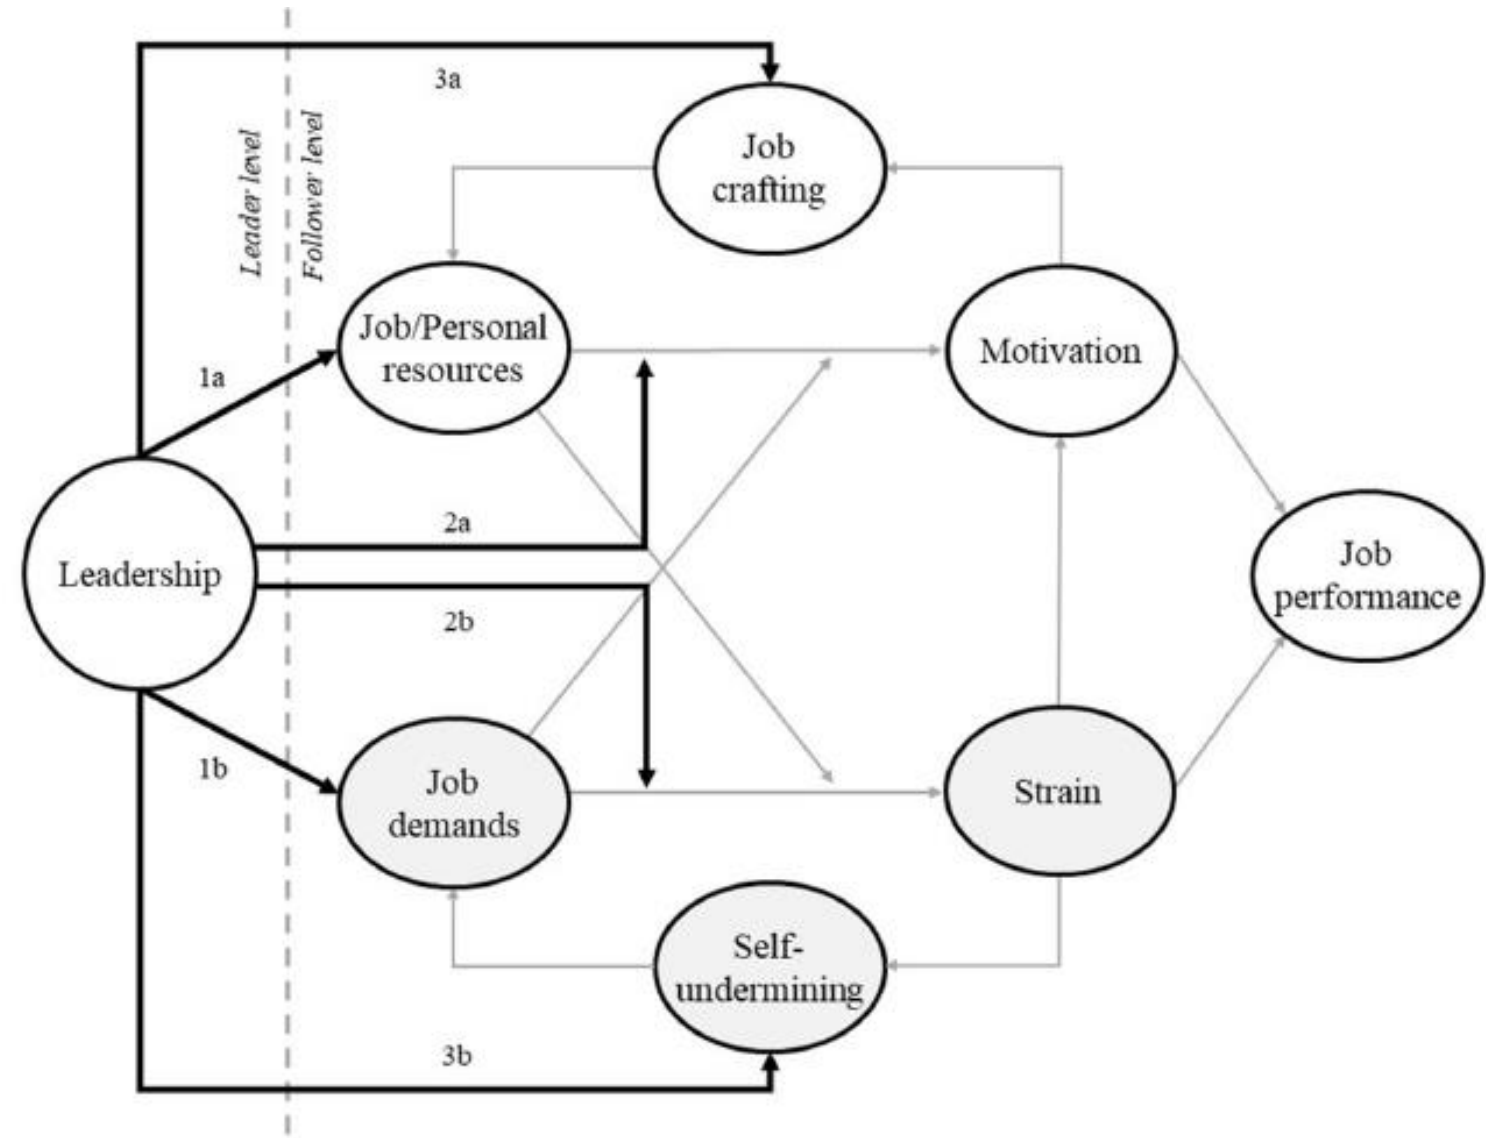 3a
Job
crafting
Leader level
Follower level
Job/Personal
resources
Motivation
1a
2a
Leadership
Job
performance
2b
1b
Job
demands
Strain
Self-
undermining
3b